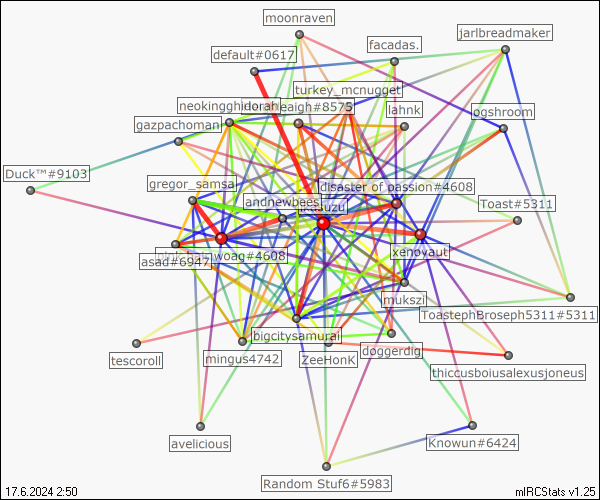 moonraven
jarlbreadmaker
facadas.
default#0617
turkey_mcnugget
neokingghidorah
leigh#8575
lahnk
ogshroom
gazpachoman
Duck™#9103
gregor_samsa
disaster of passion#4608
andnewbees
Toast#5311
xenoyaut
woag#4608
asad#6947
mukszi
ToastephBroseph5311#5311
bigcitysamurai
tescoroll
mingus4742
ZeeHonK
doggerdig
thiccusboiusalexusjoneus
avelicious
Knowun#6424
Random Stuf6#5983
17.6.2024 2:50
mIRCStats v1.25